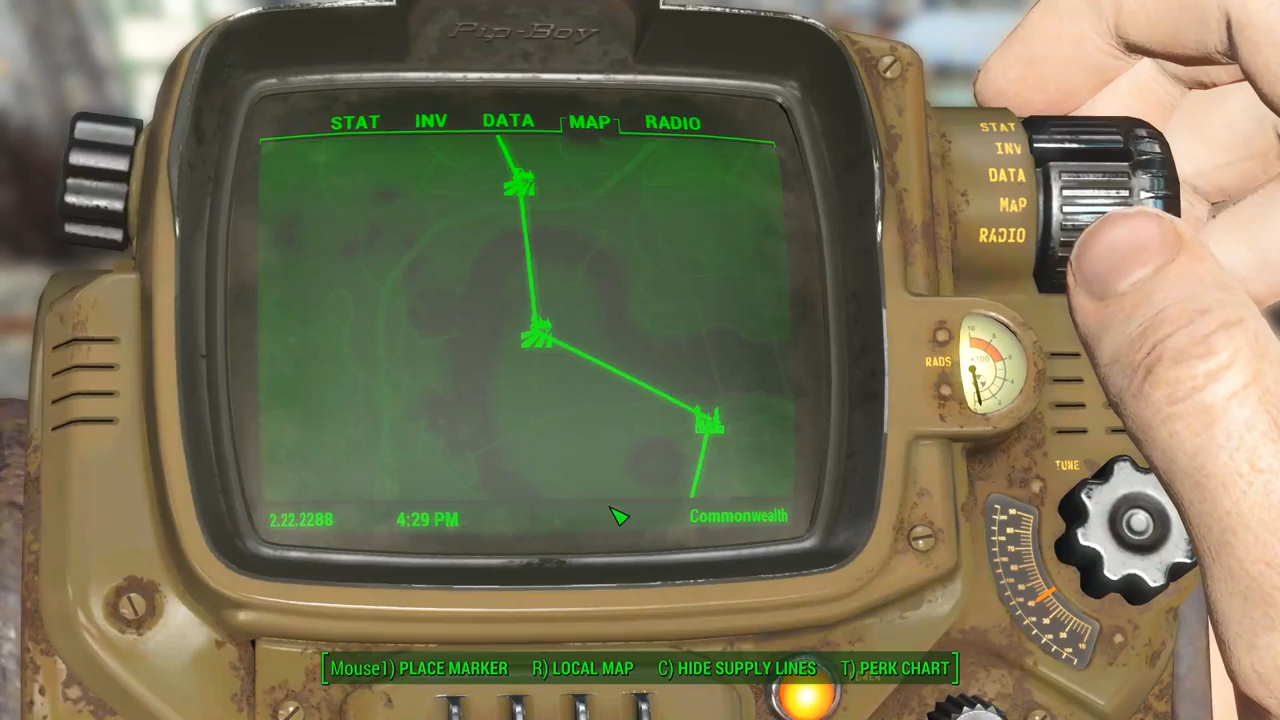 Pip-Boy
STAT INV DATA MAP RADIO
STAT
INV
DATA
MAP
RADIO
RADS
TUNE
2.22.2288 4:29 PM Commonwealth
Mouse1) PLACE MARKER R) LOCAL MAP C) HIDE SUPPLY LINES T) PERK CHART